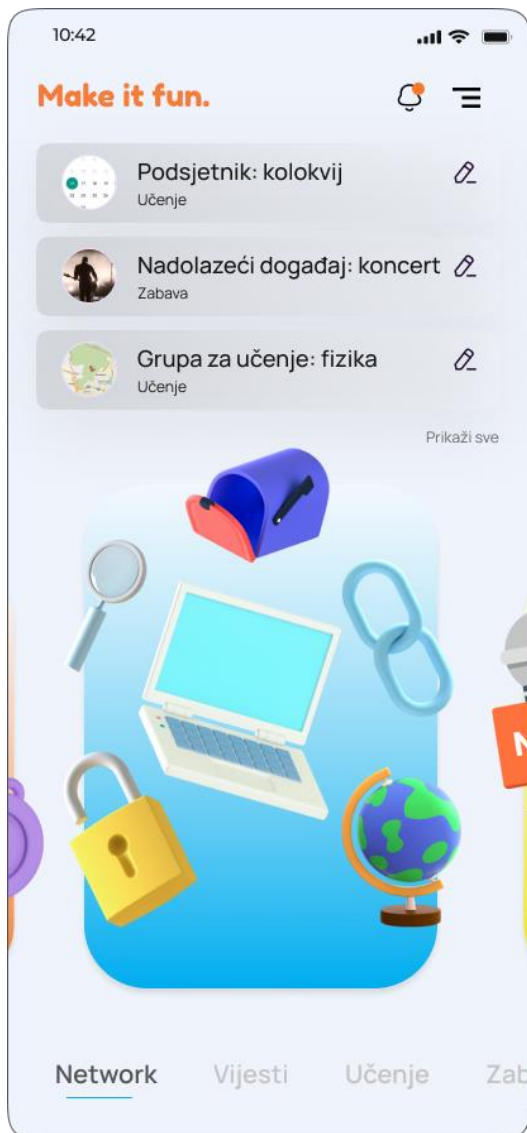 10:42
Make it fun.
Podsjetnik: kolokvij
Učenje
Nadolazeći događaj: koncert
Zabava
Grupa za učenje: fizika
Učenje
Prikaži sve
N
Network Vijesti Učenje Zab